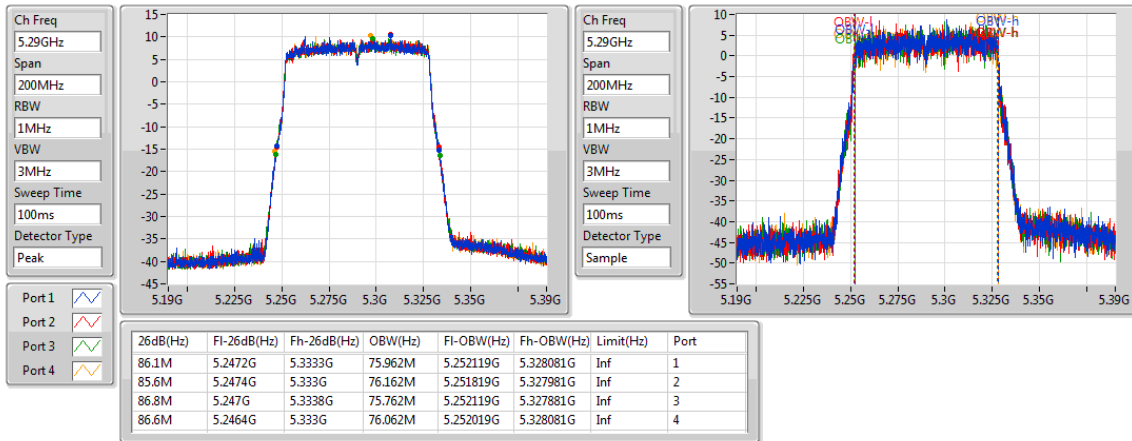 Ch Freq
5.29GHz
Span
200MHz
RBW
1MHz
VBW
3MHz
Sweep Time
100ms
Detector Type
Peak
15
10
5
0
-5
-10
-15
-20
-25
-30
-35
-40
-45
5.19G 5.225G 5.25G 5.275G 5.3G 5.325G 5.35G 5.39G
Ch Freq
5.29GHz
Span
200MHz
RBW
1MHz
VBW
3MHz
Sweep Time
100ms
Detector Type
Sample
10
5
0
-5
-10
-15
-20
-25
-30
-35
-40
-45
-50
-55
OBW-l
OBW-h
5.19G 5.225G 5.25G 5.275G 5.3G 5.325G 5.35G 5.39G
Port 1
Port 2
Port 3
Port 4
26dB(Hz) Fl-26dB(Hz) Fh-26dB(Hz) OBW(Hz) Fl-OBW(Hz) Fh-OBW(Hz) Limit(Hz) Port
86.1M 5.2472G 5.3333G 75.962M 5.252119G 5.328081G Inf 1
85.6M 5.2474G 5.333G 76.162M 5.251819G 5.327981G Inf 2
86.8M 5.247G 5.3338G 75.762M 5.252119G 5.327881G Inf 3
86.6M 5.2464G 5.333G 76.062M 5.252019G 5.328081G Inf 4